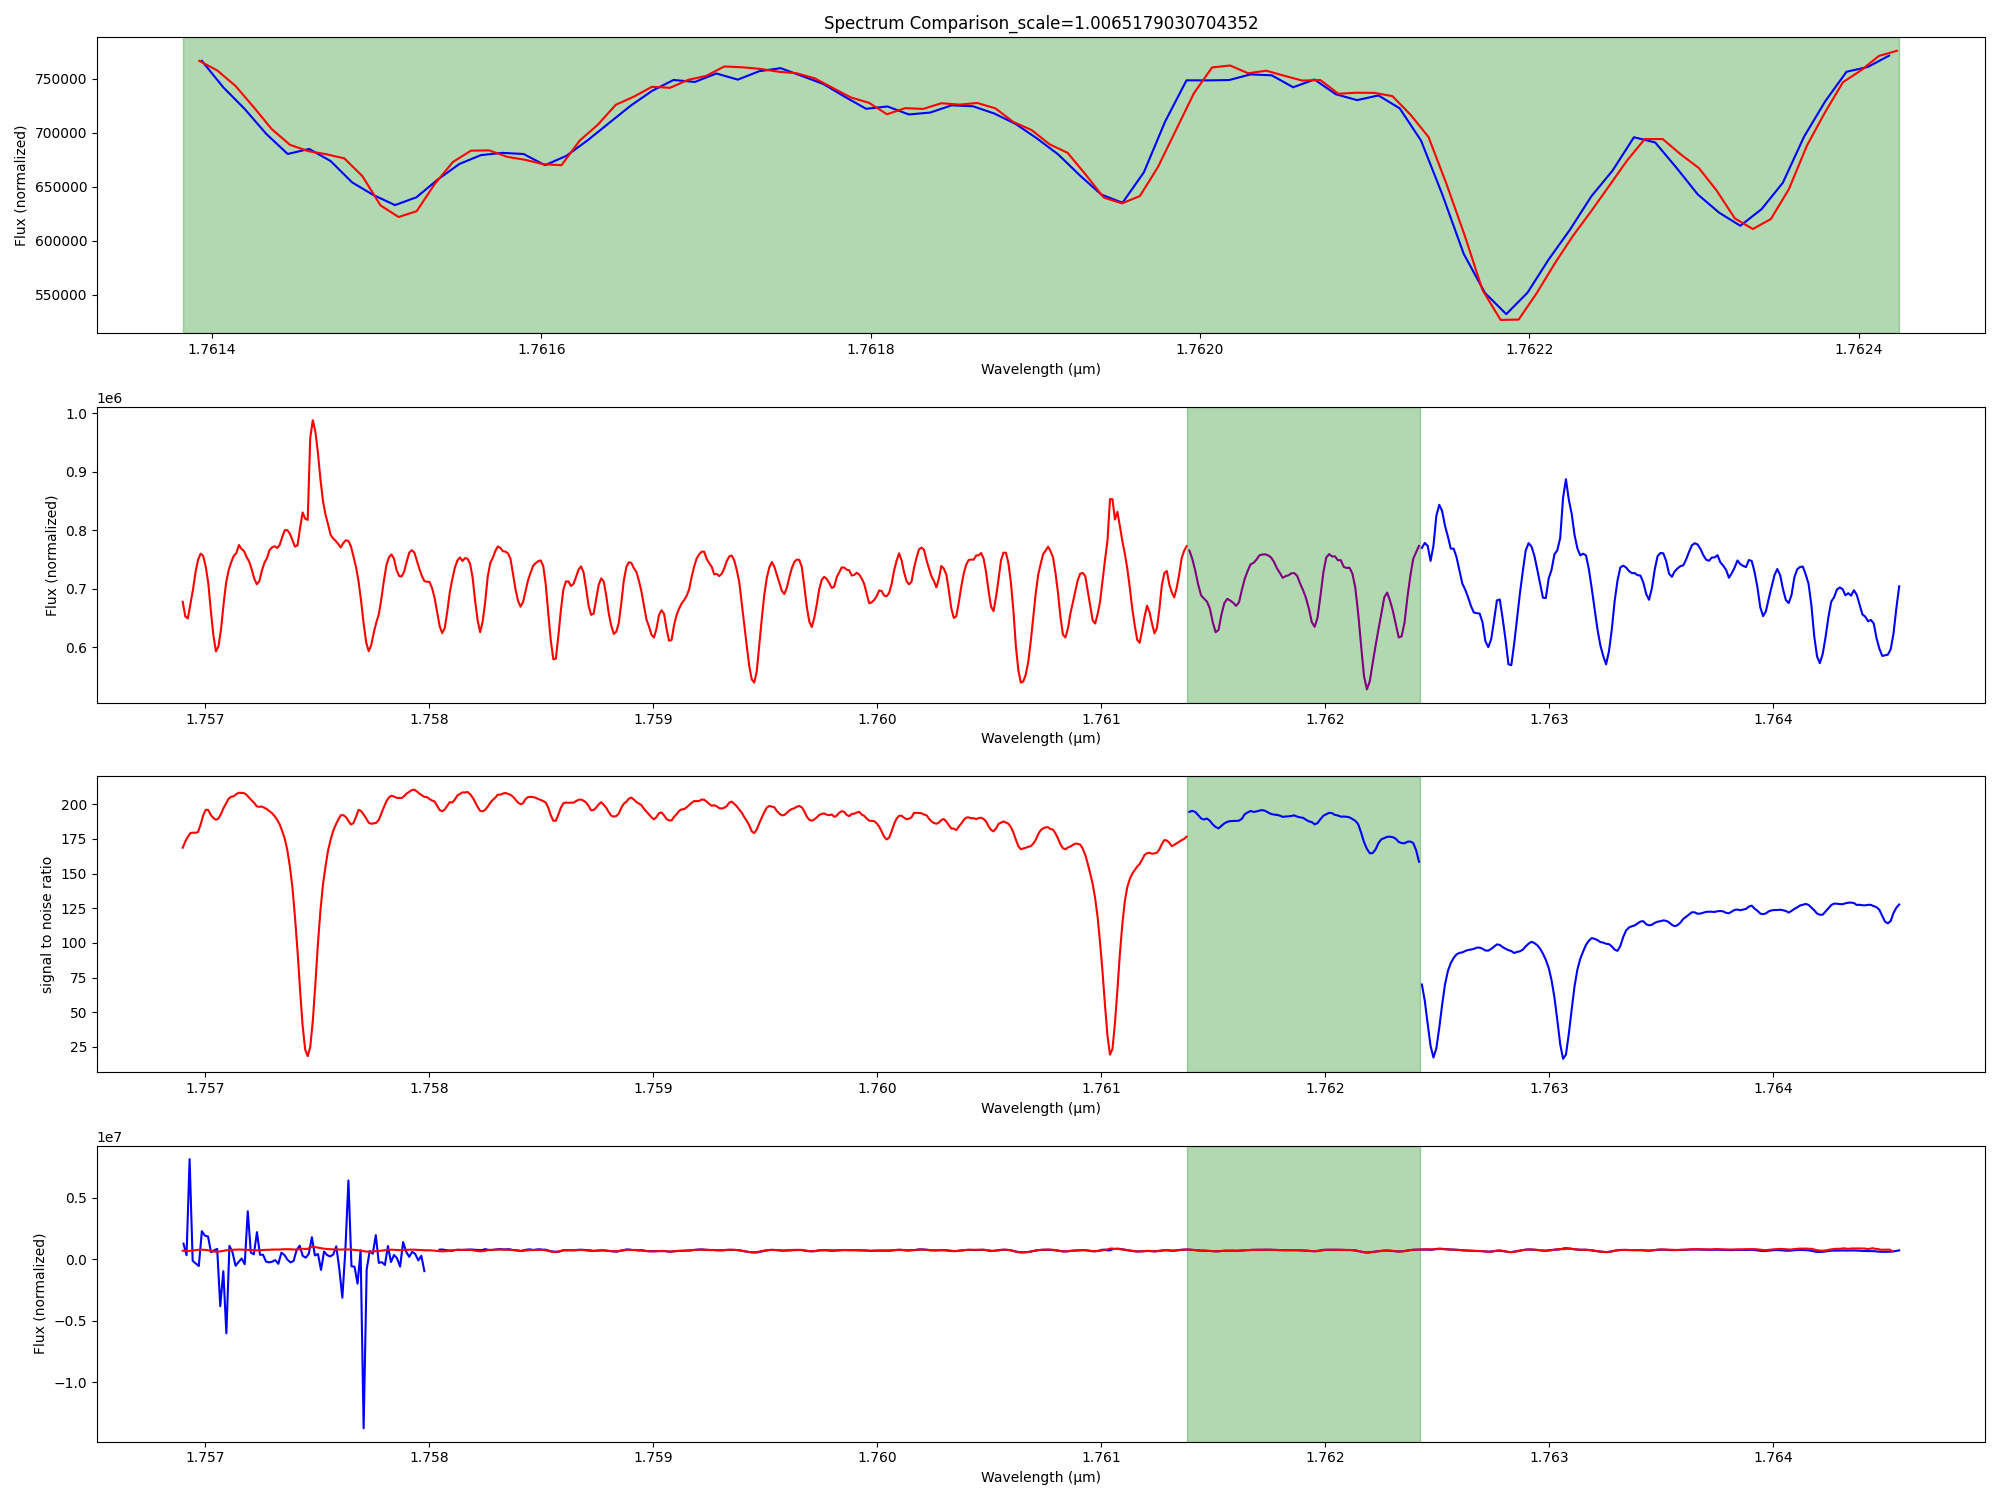 Spectrum Comparison_scale=1.0065179030704352
750000
700000
650000
600000
550000
Flux (normalized)
1.7614 1.7616 1.7618 1.7620 1.7622 1.7624
Wavelength (μm)
1e6
1.0
0.9
0.8
0.7
0.6
Flux (normalized)
1.757 1.758 1.759 1.760 1.761 1.762 1.763 1.764
Wavelength (μm)
200
175
150
125
100
75
50
25
signal to noise ratio
1.757 1.758 1.759 1.760 1.761 1.762 1.763 1.764
Wavelength (μm)
1e7
0.5
0.0
−0.5
−1.0
Flux (normalized)
1.757 1.758 1.759 1.760 1.761 1.762 1.763 1.764
Wavelength (μm)